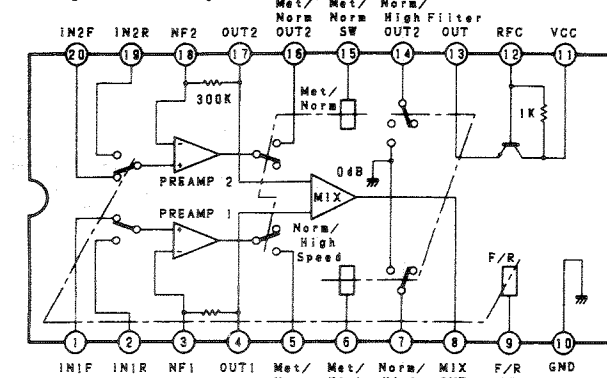 Met/ Met/ Norm/
Norm Norm High Filter
IN2F IN2R NF2 OUT2 OUT2 SW OUT2 OUT RFC VCC
20 19 18 17 16 15 14 13 12 11
300K
Met/
Norm
1K
PREAMP 2
0dB
MIX
PREAMP 1
Norm/
High
Speed
F/R
1 2 3 4 5 6 7 8 9 10
IN1F IN1R NF1 OUT1 Met/ Met/ Norm/ MIX F/R GND